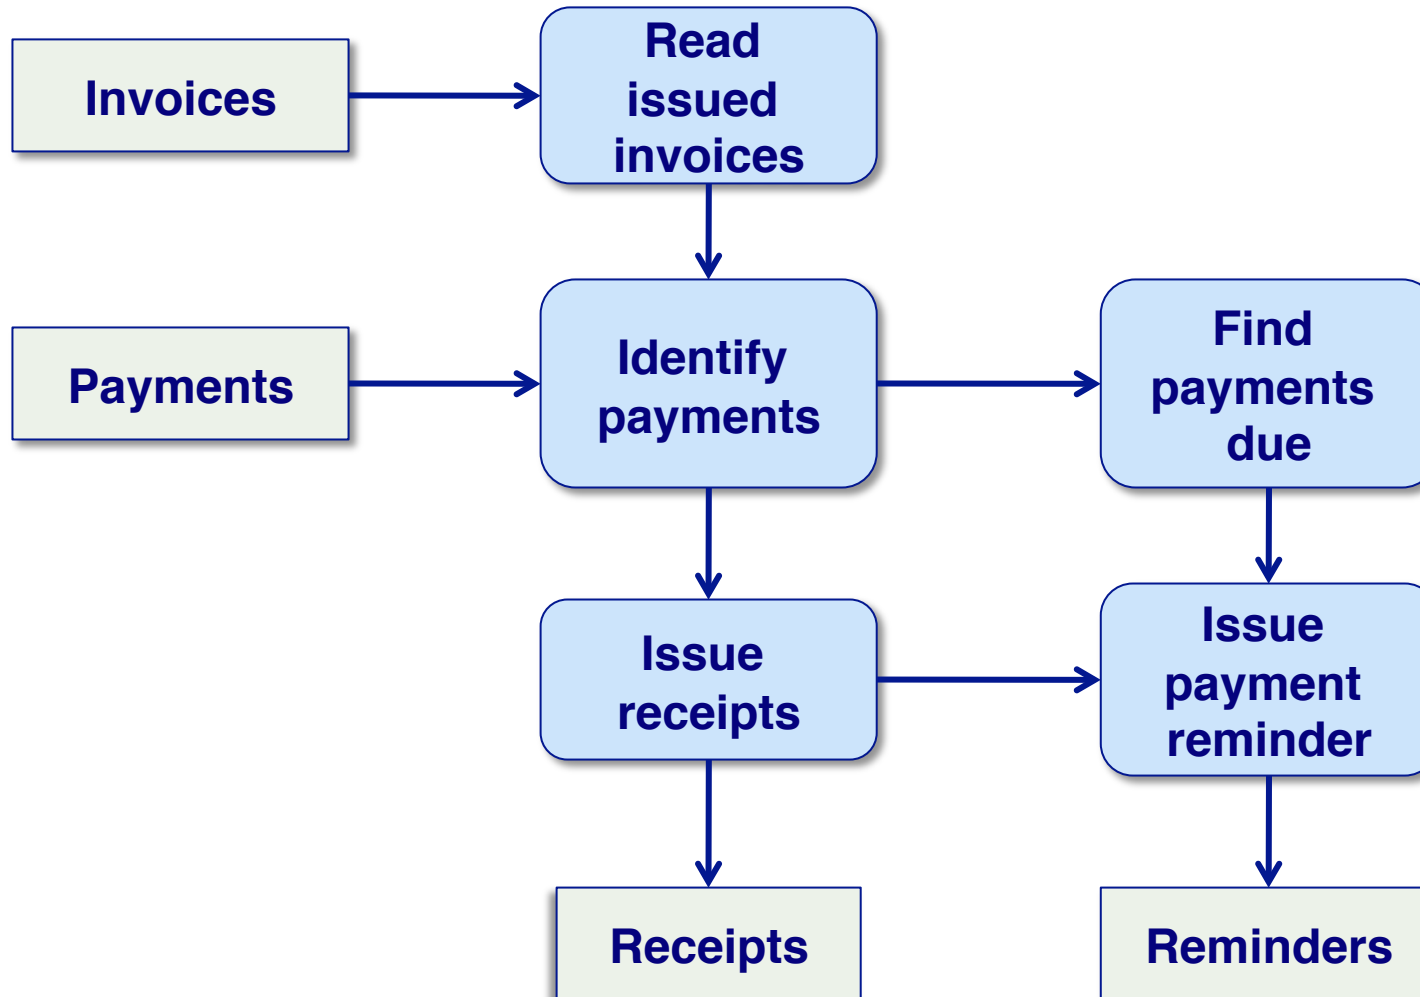 Invoices
Read
issued
invoices
Payments
Identify
payments
Find
payments
due
Issue
receipts
Issue
payment
reminder
Receipts
Reminders